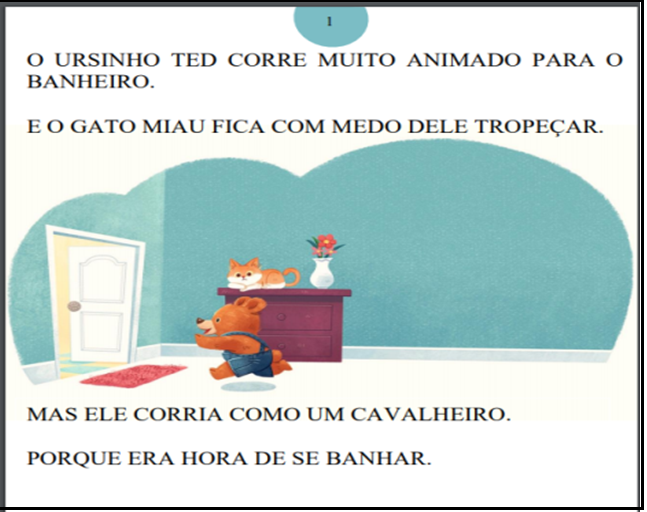 1
O URSINHO TED CORRE MUITO ANIMADO PARA O
BANHEIRO.
E O GATO MIAU FICA COM MEDO DELE TROPEÇAR.
MAS ELE CORRIA COMO UM CAVALHEIRO.
PORQUE ERA HORA DE SE BANHAR.